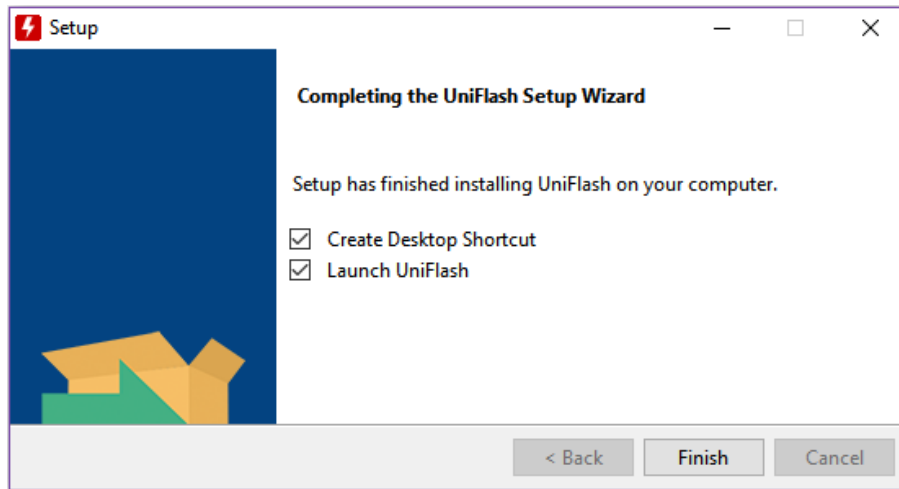 Setup
Completing the UniFlash Setup Wizard
Setup has finished installing UniFlash on your computer.
Create Desktop Shortcut
Launch UniFlash
< Back Finish Cancel